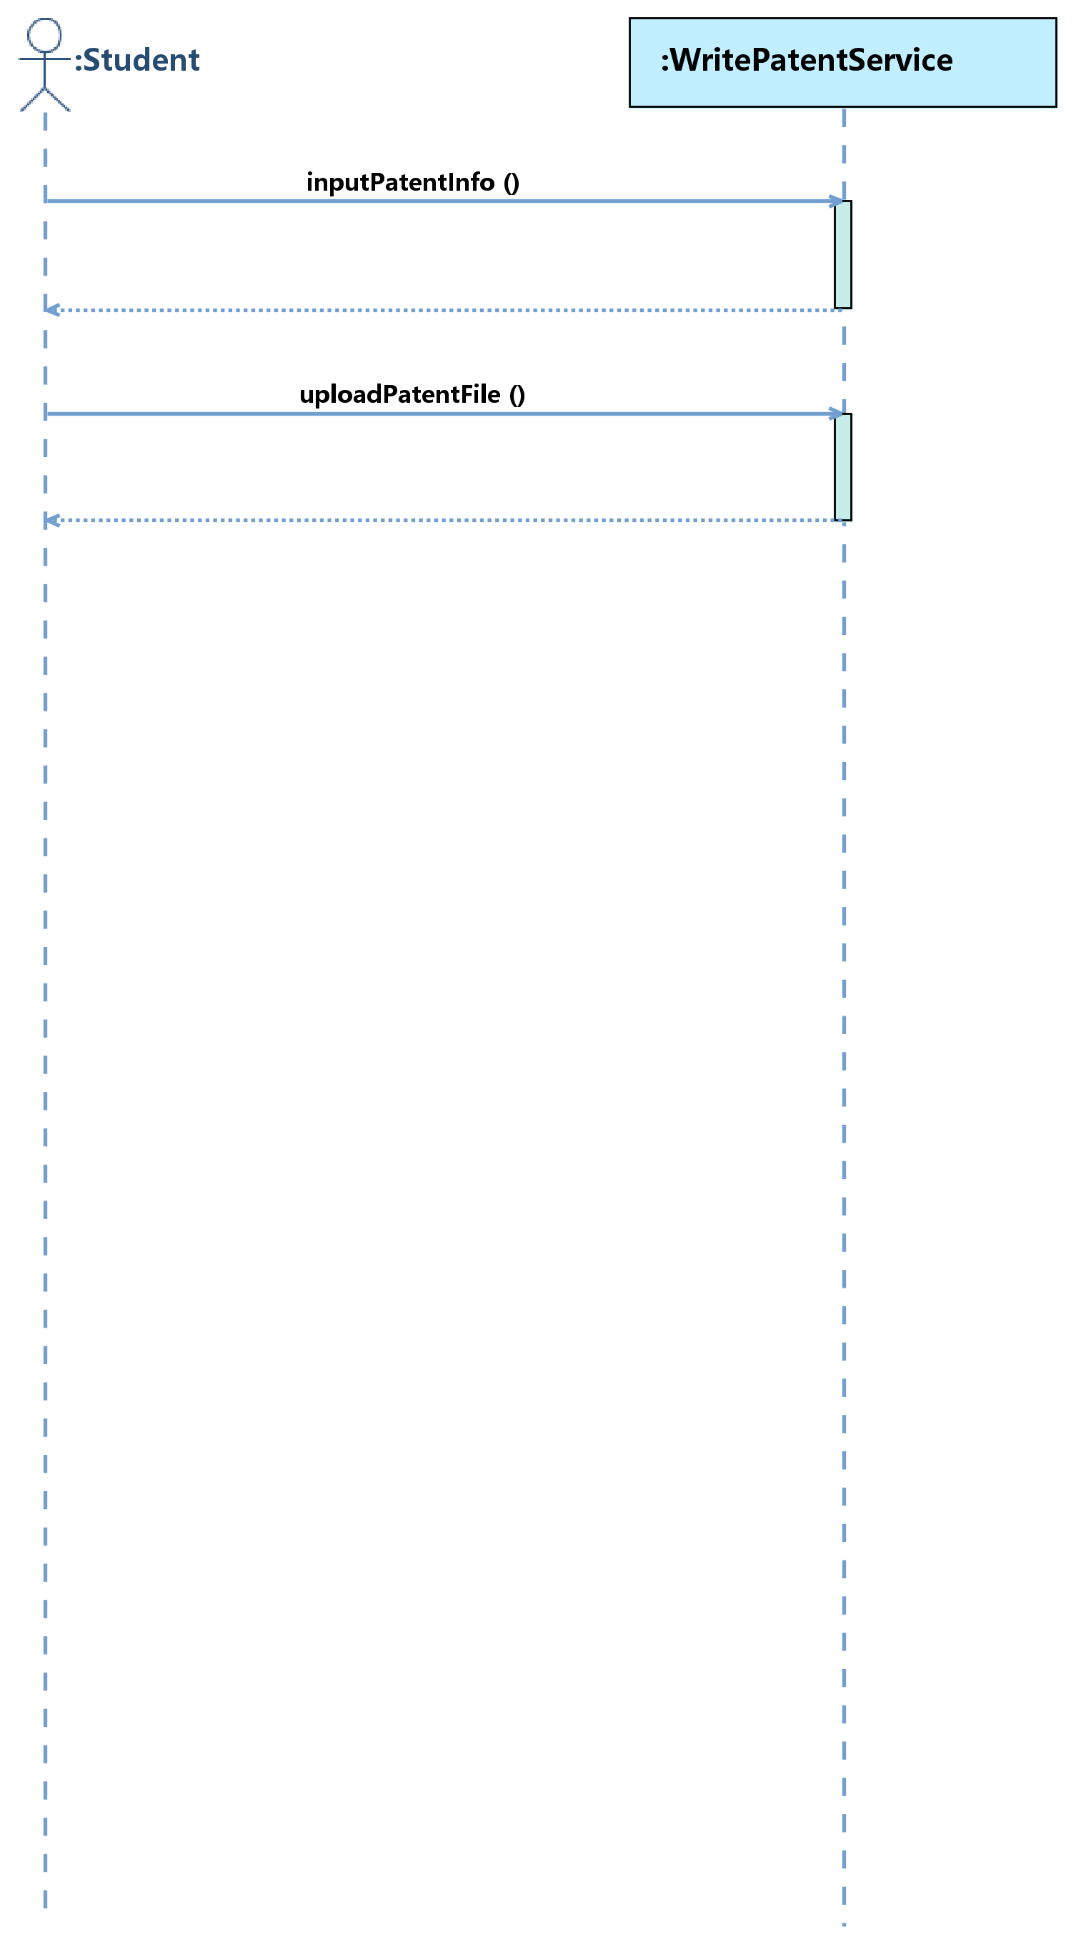 :Student
:WritePatentService
inputPatentInfo ()
uploadPatentFile ()